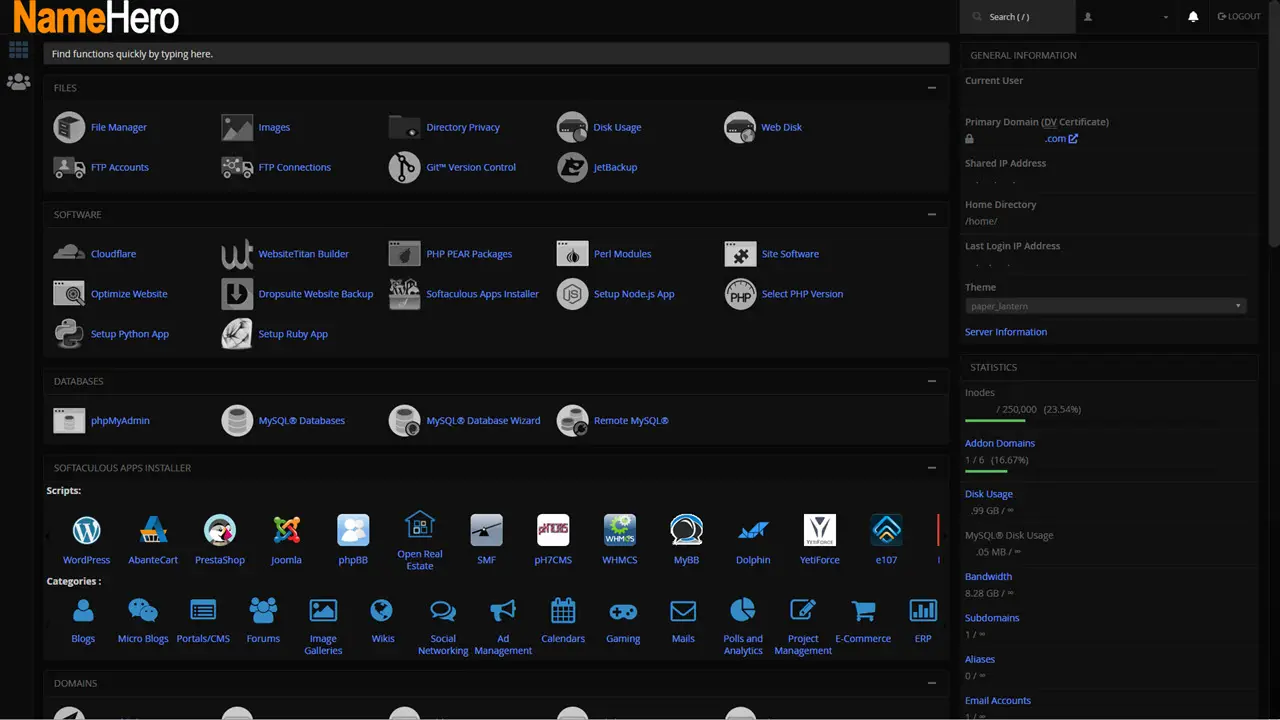 NameHero
Search ( / )
LOGOUT
Find functions quickly by typing here.
FILES
File Manager
Images
Directory Privacy
Disk Usage
Web Disk
FTP Accounts
FTP Connections
Git™ Version Control
JetBackup
SOFTWARE
Cloudflare
WebsiteTitan Builder
PHP PEAR Packages
Perl Modules
Site Software
Optimize Website
Dropsuite Website Backup
Softaculous Apps Installer
Setup Node.js App
Select PHP Version
Setup Python App
Setup Ruby App
DATABASES
phpMyAdmin
MySQL® Databases
MySQL® Database Wizard
Remote MySQL®
SOFTACULOUS APPS INSTALLER
Scripts:
WordPress
AbanteCart
PrestaShop
Joomla
phpBB
Open Real
Estate
SMF
pH7CMS
WHMCS
MyBB
Dolphin
YetiForce
e107
Categories :
Blogs
Micro Blogs
Portals/CMS
Forums
Image
Galleries
Wikis
Social
Networking
Ad
Management
Calendars
Gaming
Mails
Polls and
Analytics
Project
Management
E-Commerce
ERP
DOMAINS
GENERAL INFORMATION
Current User
Primary Domain (DV Certificate)
.com
Shared IP Address
Home Directory
/home/
Last Login IP Address
Theme
paper_lantern
Server Information
STATISTICS
Inodes
/ 250,000 (23.54%)
Addon Domains
1 / 6 (16.67%)
Disk Usage
.99 GB / ∞
MySQL® Disk Usage
.05 MB / ∞
Bandwidth
8.28 GB / ∞
Subdomains
1 / ∞
Aliases
0 / ∞
Email Accounts
1 / ∞